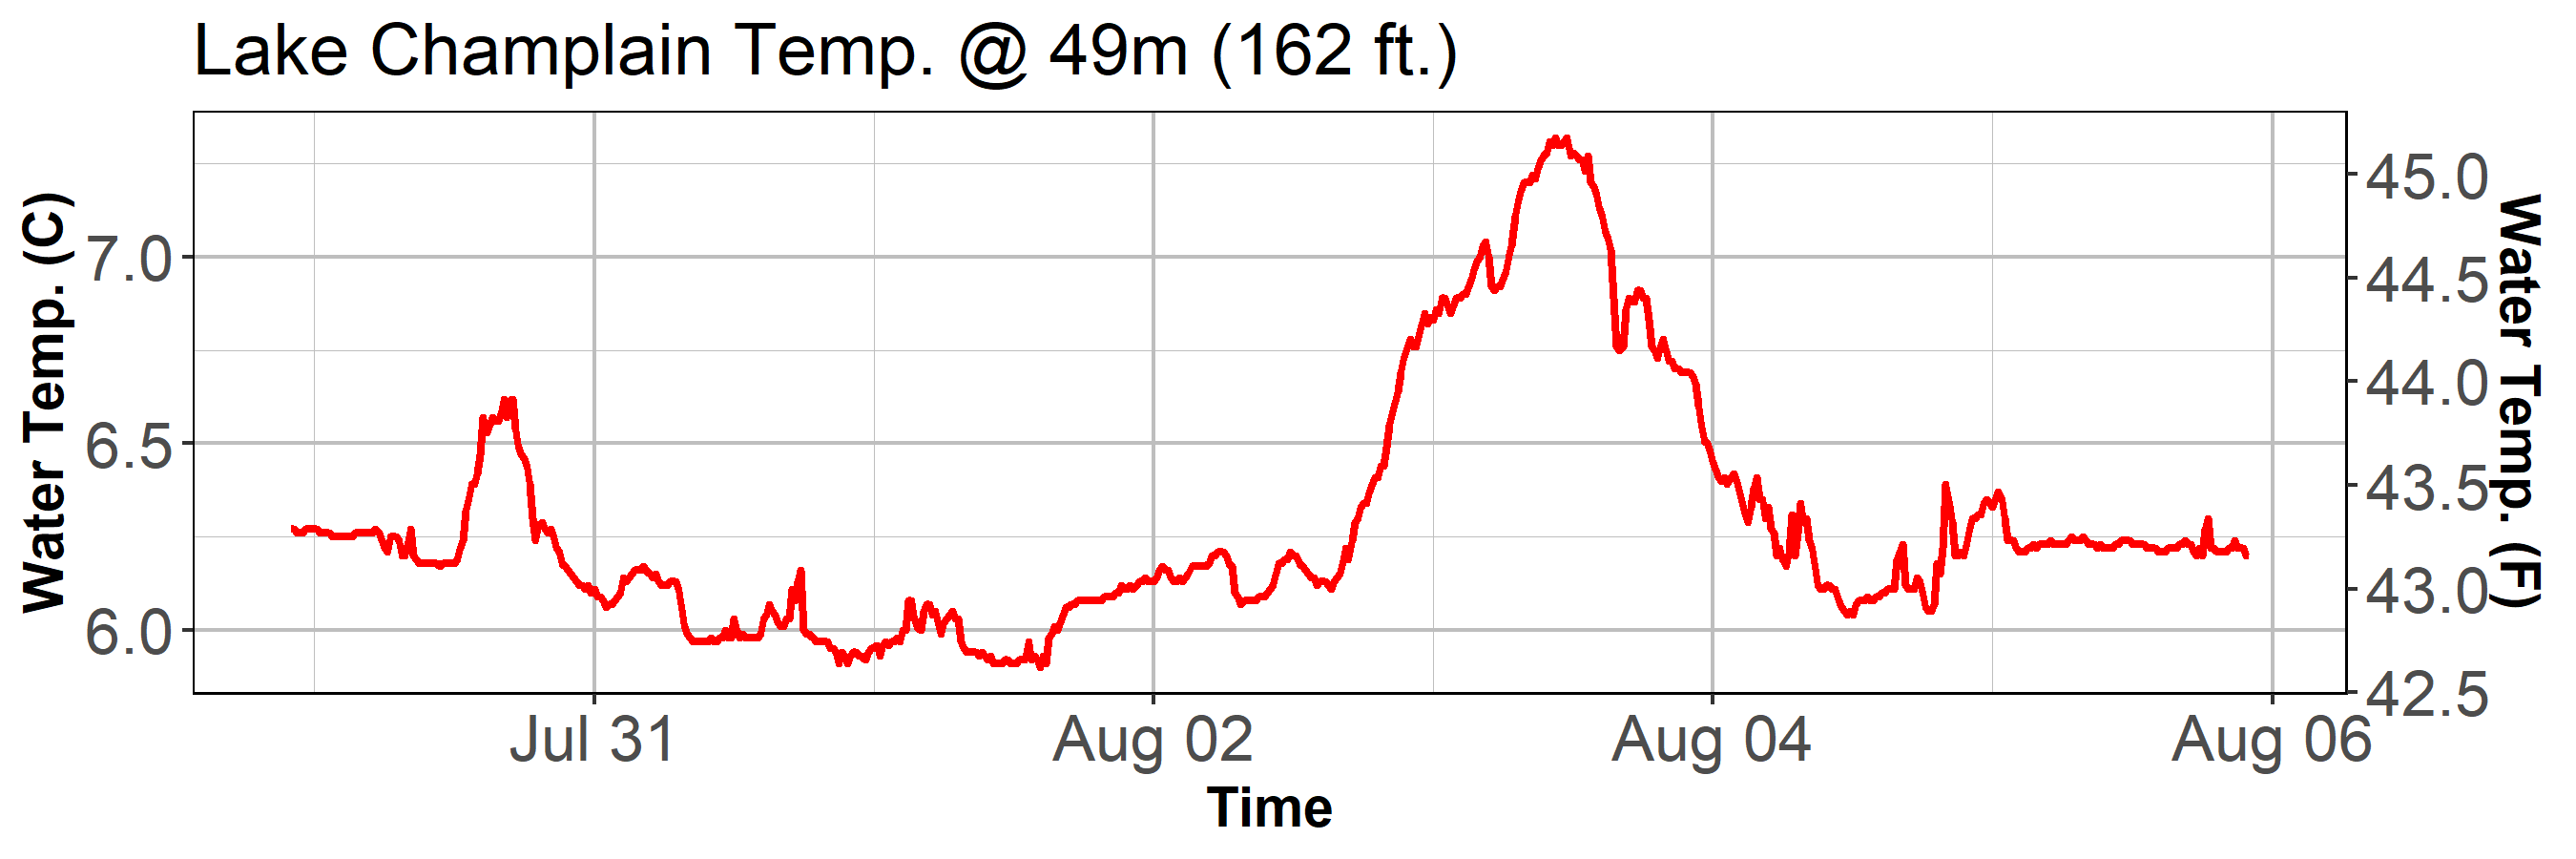 Lake Champlain Temp. @ 49m (162 ft.)
Water Temp. (C)
7.0
6.5
6.0
45.0
44.5
44.0
43.5
43.0
42.5
Water Temp. (F)
Jul 31
Aug 02
Aug 04
Aug 06
Time